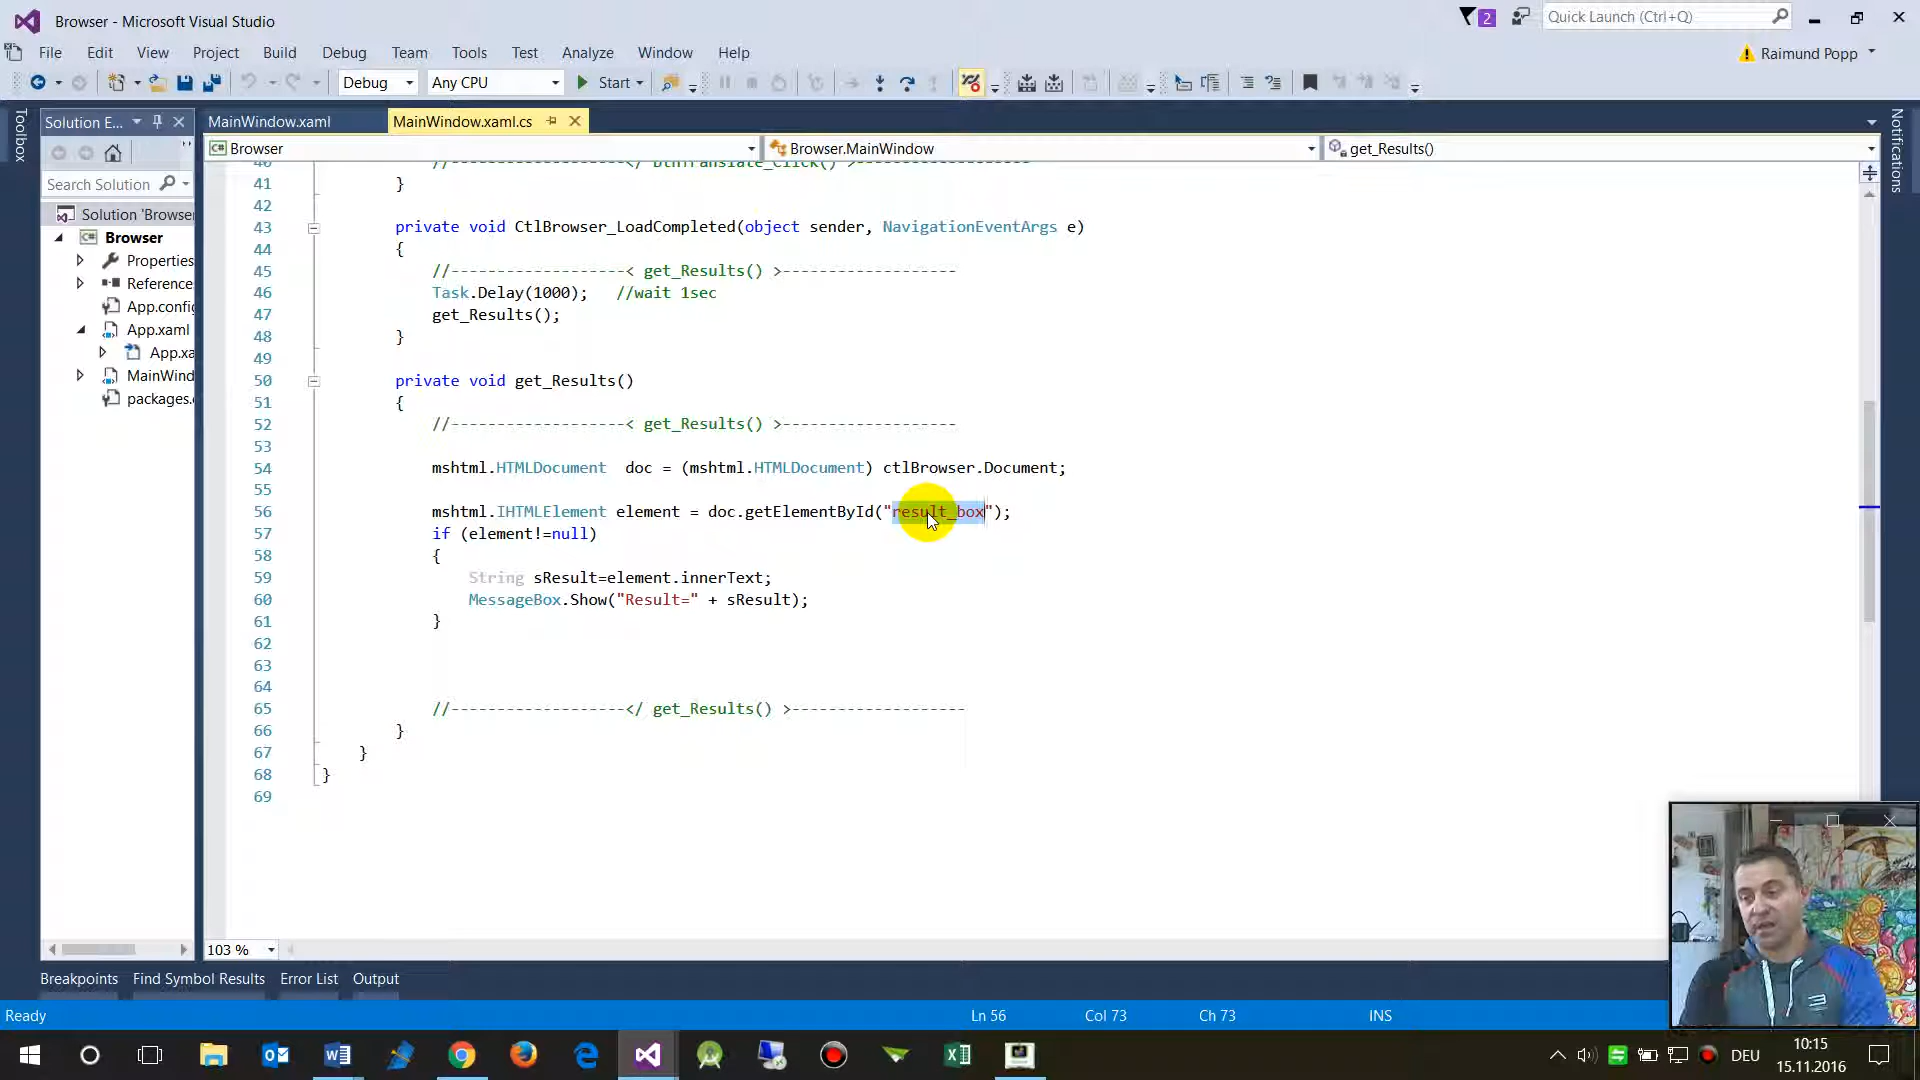 Browser - Microsoft Visual Studio
2
Quick Launch (Ctrl+Q)
File Edit View Project Build Debug Team Tools Test Analyze Window Help
Raimund Popp
Debug Any CPU Start
Toolbox
Solution E...
MainWindow.xaml
MainWindow.xaml.cs
Notifications
Browser
Browser.MainWindow
get_Results()
Search Solution
Solution 'Browser
Browser
Properties
Reference
App.config
App.xaml
App.xa
MainWind
packages.
40 //-------------------</ btnTranslate_Click() >-------------------
41 }
42
43 private void CtlBrowser_LoadCompleted(object sender, NavigationEventArgs e)
44 {
45 //-------------------< get_Results() >-------------------
46 Task.Delay(1000); //wait 1sec
47 get_Results();
48 }
49
50 private void get_Results()
51 {
52 //-------------------< get_Results() >-------------------
53
54 mshtml.HTMLDocument doc = (mshtml.HTMLDocument) ctlBrowser.Document;
55
56 mshtml.IHTMLElement element = doc.getElementById("result_box");
57 if (element!=null)
58 {
59 String sResult=element.innerText;
60 MessageBox.Show("Result=" + sResult);
61 }
62
63
64
65 //-------------------</ get_Results() >-------------------
66 }
67 }
68 }
69
103 %
Breakpoints Find Symbol Results Error List Output
Ready Ln 56 Col 73 Ch 73 INS
DEU
10:15
15.11.2016